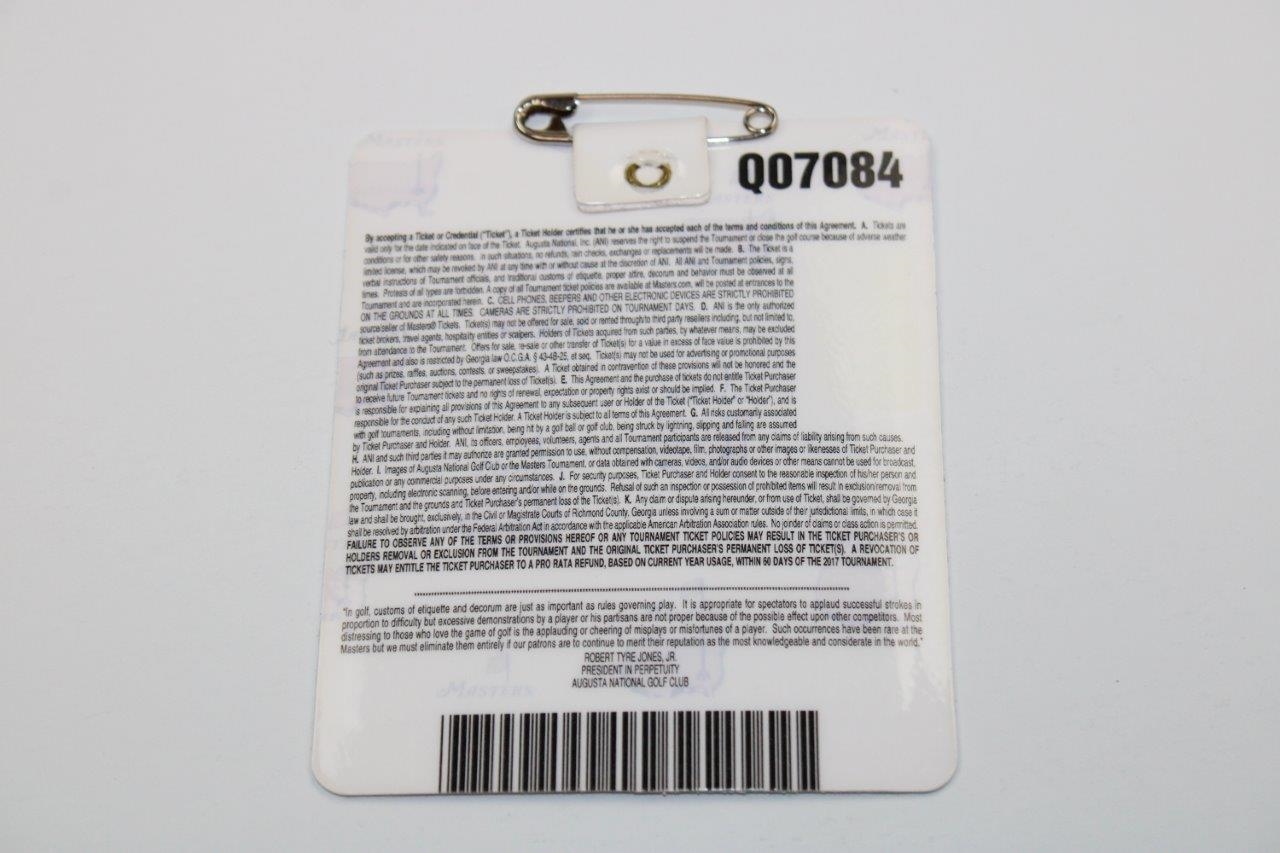 Q07084
By accepting a Ticket or Credential ("Ticket"), a Ticket Holder certifies that he or she has accepted each of the terms and conditions of this Agreement. A. Tickets are
valid only for the date indicated on face of the Ticket. Augusta National, Inc. (ANI) reserves the right to suspend the Tournament or close the golf course because of adverse weather
conditions or for other safety reasons. In such situations, no refunds, rain checks, exchanges or replacements will be made. B. The Ticket is a
limited license, which may be revoked by ANI at any time with or without cause at the discretion of ANI. All ANI and Tournament policies, signs,
verbal instructions of Tournament officials, and traditional customs of etiquette, proper attire, decorum and behavior must be observed at all
times. Protests of all types are forbidden. A copy of all Tournament ticket policies are available at Masters.com, will be posted at entrances to the
Tournament and are incorporated herein. C. CELL PHONES, BEEPERS AND OTHER ELECTRONIC DEVICES ARE STRICTLY PROHIBITED
ON THE GROUNDS AT ALL TIMES. CAMERAS ARE STRICTLY PROHIBITED ON TOURNAMENT DAYS. D. ANI is the only authorized
source/seller of Masters® Tickets. Ticket(s) may not be offered for sale, sold or rented through/to third party resellers including, but not limited to,
ticket brokers, travel agents, hospitality entities or scalpers. Holders of Tickets acquired from such parties, by whatever means, may be excluded
from attendance to the Tournament. Offers for sale, re-sale or other transfer of Ticket(s) for a value in excess of face value is prohibited by this
Agreement and also is restricted by Georgia law O.C.G.A. § 43-4B-25, et seq. Ticket(s) may not be used for advertising or promotional purposes
(such as prizes, raffles, auctions, contests, or sweepstakes). A Ticket obtained in contravention of these provisions will not be honored and the
original Ticket Purchaser subject to the permanent loss of Ticket(s). E. This Agreement and the purchase of tickets do not entitle Ticket Purchaser
to receive future Tournament tickets and no rights of renewal, expectation or property rights exist or should be implied. F. The Ticket Purchaser
is responsible for explaining all provisions of this Agreement to any subsequent user or Holder of the Ticket ("Ticket Holder" or "Holder"), and is
responsible for the conduct of any such Ticket Holder. A Ticket Holder is subject to all terms of this Agreement. G. All risks customarily associated
with golf tournaments, including without limitation, being hit by a golf ball or golf club, being struck by lightning, slipping and falling are assumed
by Ticket Purchaser and Holder. ANI, its officers, employees, volunteers, agents and all Tournament participants are released from any claims of liability arising from such causes.
H. ANI and such third parties it may authorize are granted permission to use, without compensation, videotape, film, photographs or other images or likenesses of Ticket Purchaser and
Holder. I. Images of Augusta National Golf Club or the Masters Tournament, or data obtained with cameras, videos, and/or audio devices or other means cannot be used for broadcast,
publication or any commercial purposes under any circumstances. J. For security purposes, Ticket Purchaser and Holder consent to the reasonable inspection of his/her person and
property, including electronic scanning, before entering and/or while on the grounds. Refusal of such an inspection or possession of prohibited items will result in exclusion/removal from
the Tournament and the grounds and Ticket Purchaser's permanent loss of the Ticket(s). K. Any claim or dispute arising hereunder, or from use of Ticket, shall be governed by Georgia
law and shall be brought, exclusively, in the Civil or Magistrate Courts of Richmond County, Georgia unless involving a sum or matter outside of their jurisdictional limits, in which case it
shall be resolved by arbitration under the Federal Arbitration Act in accordance with the applicable American Arbitration Association rules. No joinder of claims or class action is permitted.
FAILURE TO OBSERVE ANY OF THE TERMS OR PROVISIONS HEREOF OR ANY TOURNAMENT TICKET POLICIES MAY RESULT IN THE TICKET PURCHASER'S OR
HOLDERS REMOVAL OR EXCLUSION FROM THE TOURNAMENT AND THE ORIGINAL TICKET PURCHASER'S PERMANENT LOSS OF TICKET(S). A REVOCATION OF
TICKETS MAY ENTITLE THE TICKET PURCHASER TO A PRO RATA REFUND, BASED ON CURRENT YEAR USAGE, WITHIN 60 DAYS OF THE 2017 TOURNAMENT.
"In golf, customs of etiquette and decorum are just as important as rules governing play. It is appropriate for spectators to applaud successful strokes in
proportion to difficulty but excessive demonstrations by a player or his partisans are not proper because of the possible effect upon other competitors. Most
distressing to those who love the game of golf is the applauding or cheering of misplays or misfortunes of a player. Such occurrences have been rare at the
Masters but we must eliminate them entirely if our patrons are to continue to merit their reputation as the most knowledgeable and considerate in the world."
ROBERT TYRE JONES, JR.
PRESIDENT IN PERPETUITY
AUGUSTA NATIONAL GOLF CLUB
MASTERS